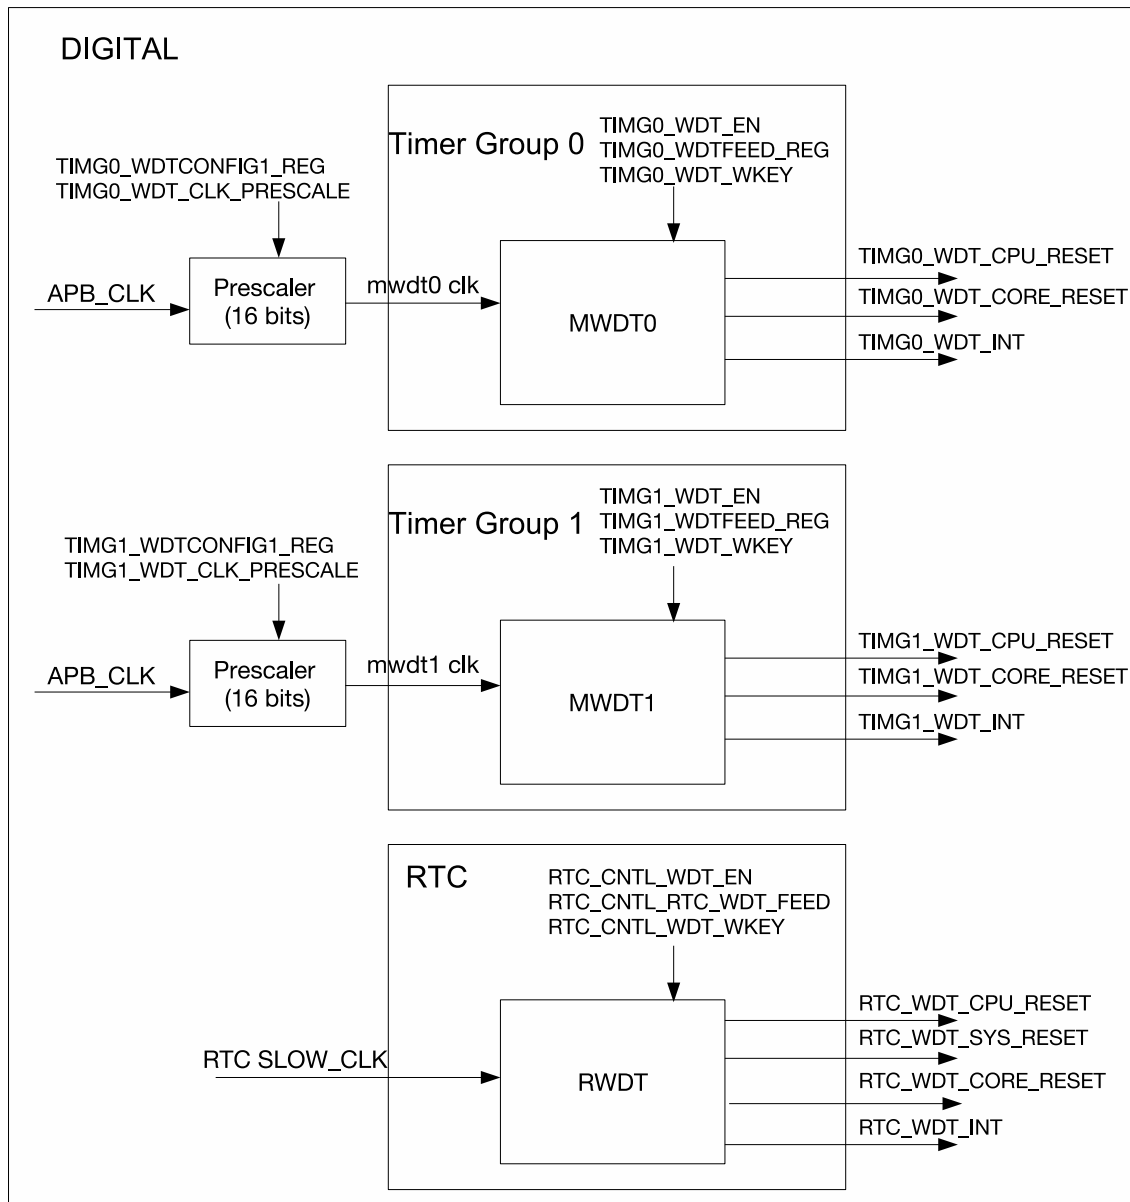 DIGITAL
Timer Group 0
TIMG0_WDT_EN
TIMG0_WDTFEED_REG
TIMG0_WDT_WKEY
TIMG0_WDTCONFIG1_REG
TIMG0_WDT_CLK_PRESCALE
APB_CLK
Prescaler
(16 bits)
mwdt0 clk
MWDT0
TIMG0_WDT_CPU_RESET
TIMG0_WDT_CORE_RESET
TIMG0_WDT_INT
Timer Group 1
TIMG1_WDT_EN
TIMG1_WDTFEED_REG
TIMG1_WDT_WKEY
TIMG1_WDTCONFIG1_REG
TIMG1_WDT_CLK_PRESCALE
APB_CLK
Prescaler
(16 bits)
mwdt1 clk
MWDT1
TIMG1_WDT_CPU_RESET
TIMG1_WDT_CORE_RESET
TIMG1_WDT_INT
RTC
RTC_CNTL_WDT_EN
RTC_CNTL_RTC_WDT_FEED
RTC_CNTL_WDT_WKEY
RTC SLOW_CLK
RWDT
RTC_WDT_CPU_RESET
RTC_WDT_SYS_RESET
RTC_WDT_CORE_RESET
RTC_WDT_INT